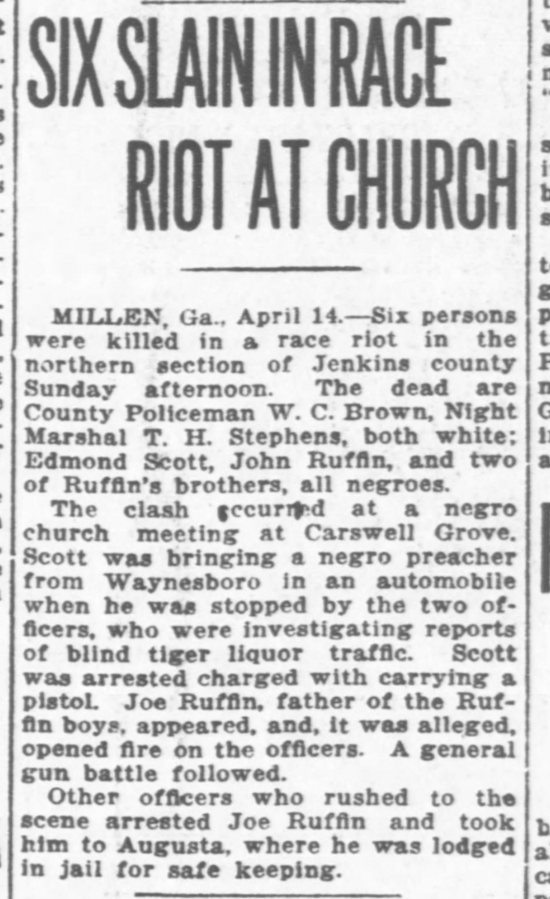 SIX SLAIN IN RACE
RIOT AT CHURCH
MILLEN, Ga., April 14.—Six persons
were killed in a race riot in the
northern section of Jenkins county
Sunday afternoon. The dead are
County Policeman W. C. Brown, Night
Marshal T. H. Stephens, both white;
Edmond Scott, John Ruffin, and two
of Ruffin's brothers, all negroes.
The clash occurred at a negro
church meeting at Carswell Grove.
Scott was bringing a negro preacher
from Waynesboro in an automobile
when he was stopped by the two of-
ficers, who were investigating reports
of blind tiger liquor traffic. Scott
was arrested charged with carrying a
pistol. Joe Ruffin, father of the Ruf-
fin boys, appeared, and, it was alleged,
opened fire on the officers. A general
gun battle followed.
Other officers who rushed to the
scene arrested Joe Ruffin and took
him to Augusta, where he was lodged
in jail for safe keeping.